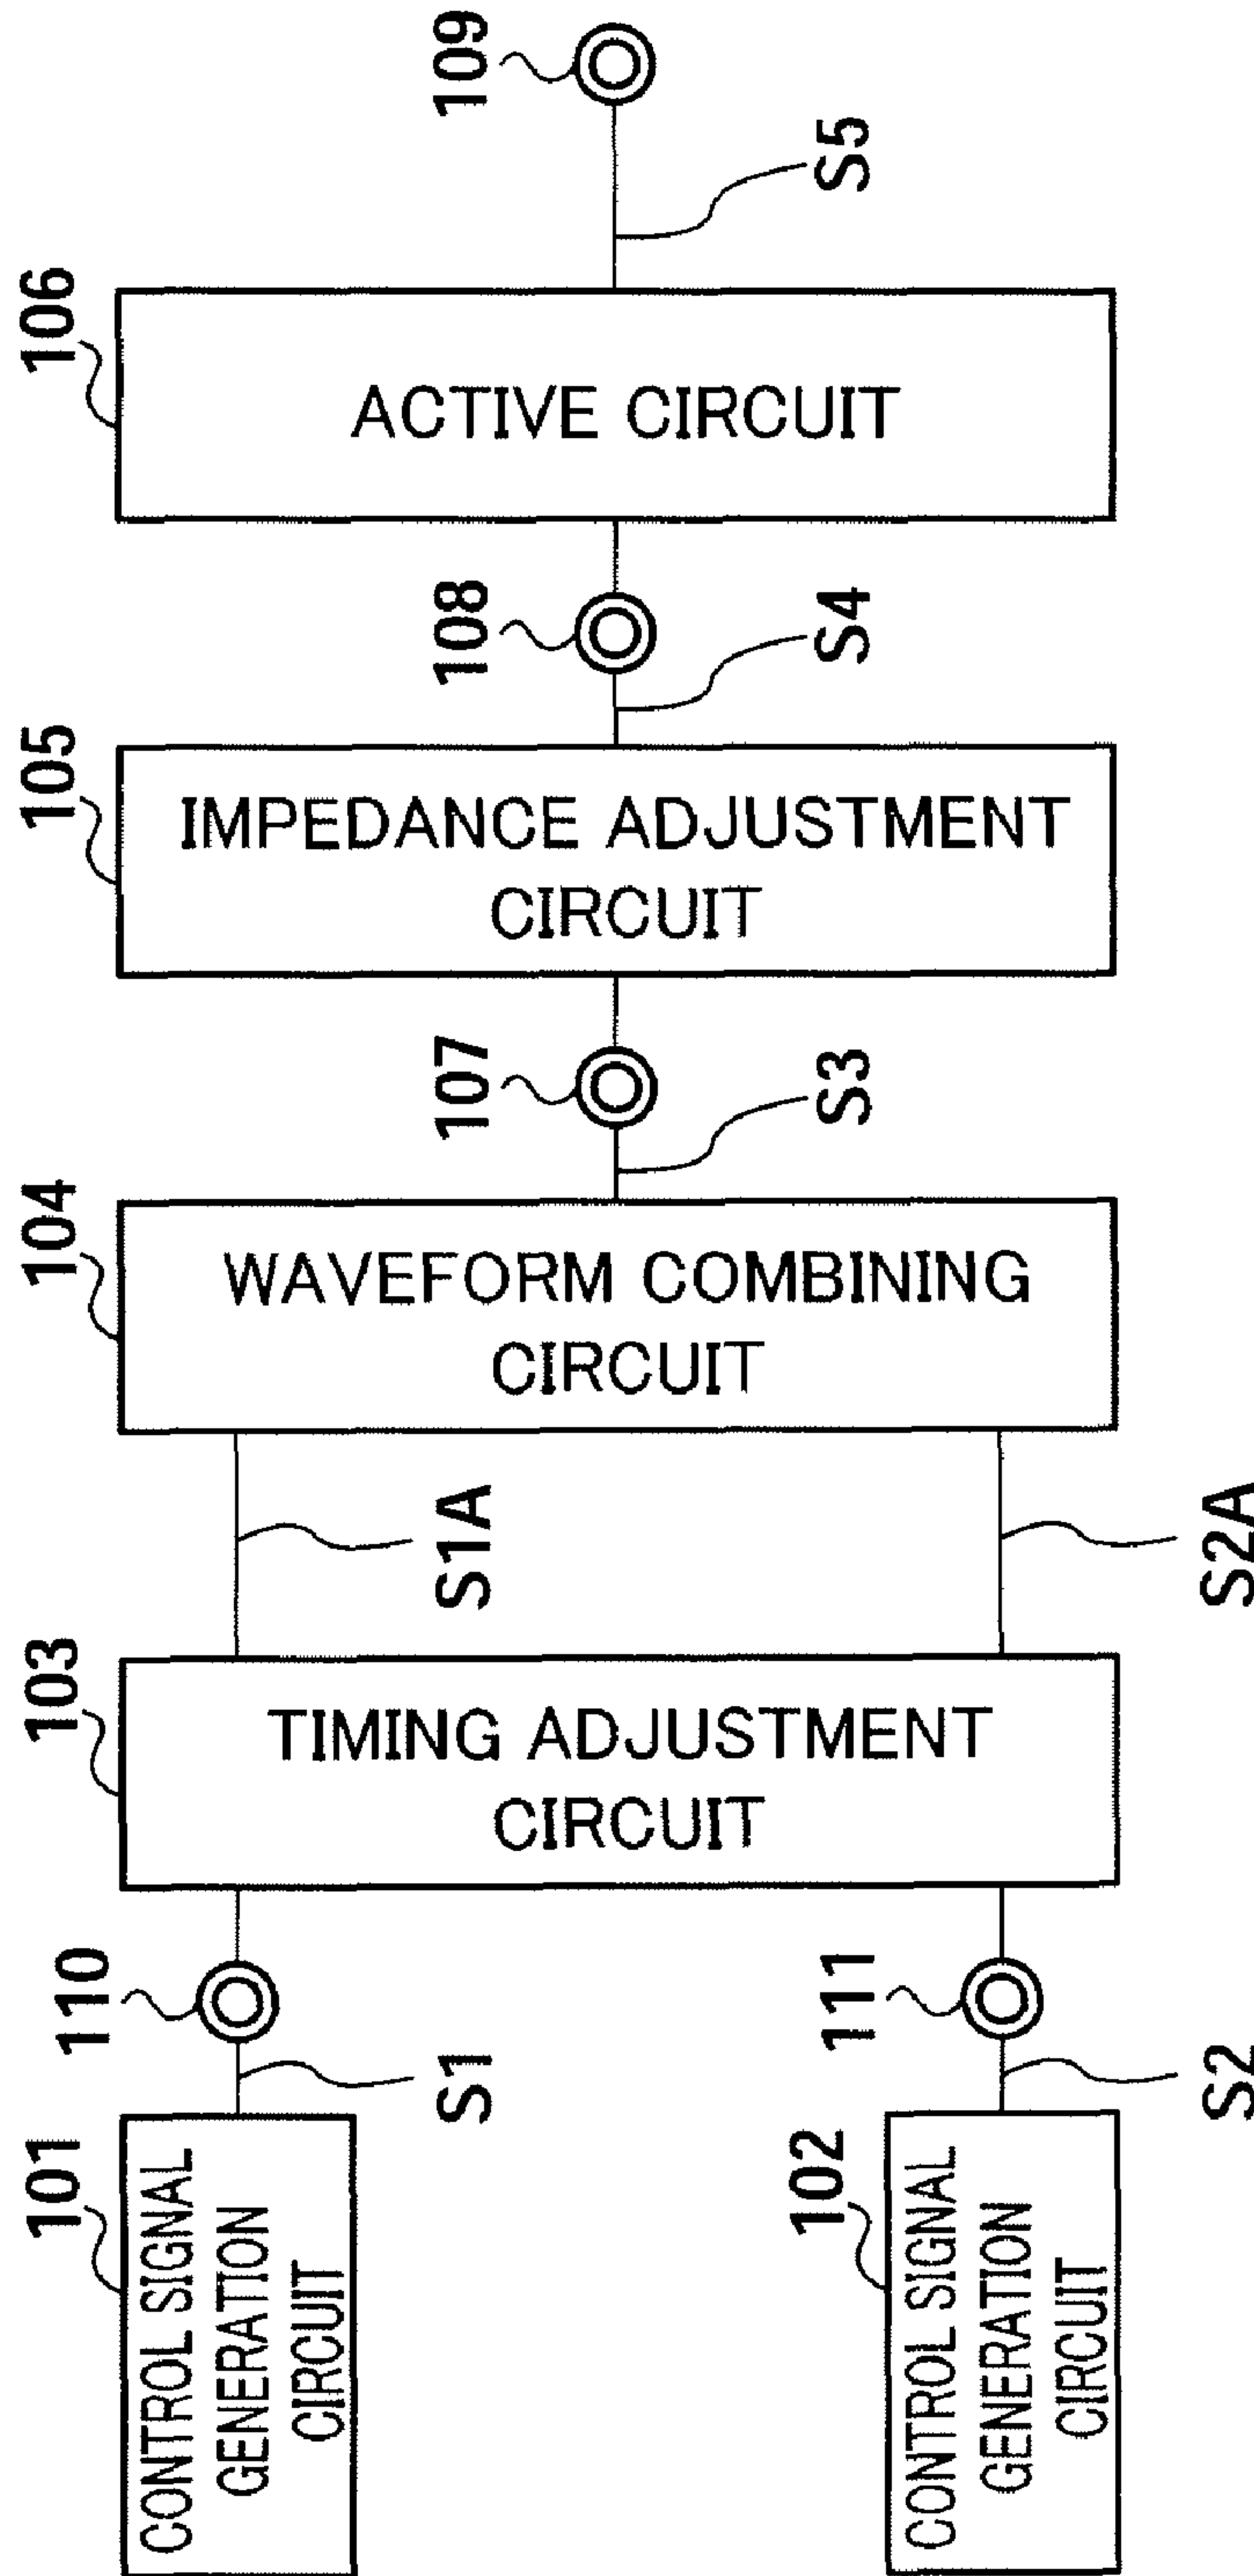 101
CONTROL SIGNAL
GENERATION
CIRCUIT
S1
110
102
CONTROL SIGNAL
GENERATION
CIRCUIT
S2
111
103
TIMING ADJUSTMENT
CIRCUIT
S1A
S2A
104
WAVEFORM COMBINING
CIRCUIT
S3
107
105
IMPEDANCE ADJUSTMENT
CIRCUIT
S4
108
106
ACTIVE CIRCUIT
S5
109